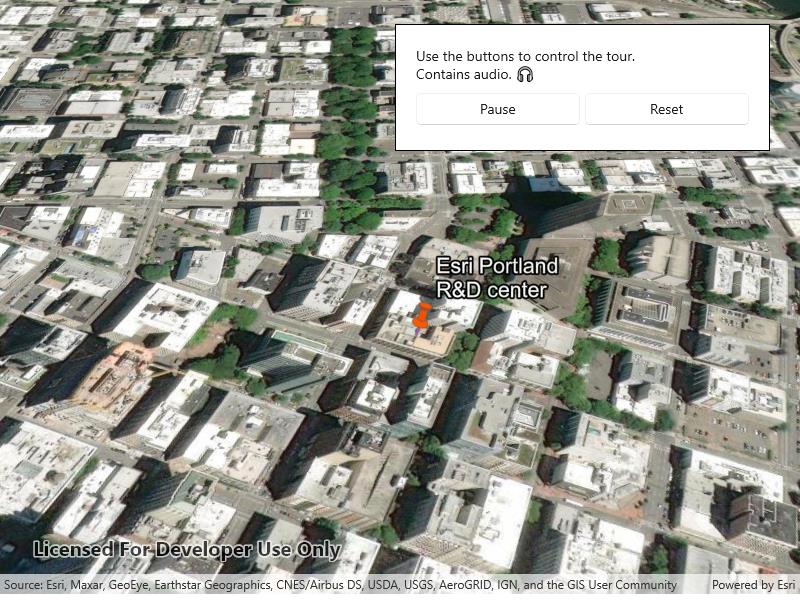 Use the buttons to control the tour.
Contains audio. 🎧
Pause
Reset
Esri Portland
R&D center
Licensed For Developer Use Only
Source: Esri, Maxar, GeoEye, Earthstar Geographics, CNES/Airbus DS, USDA, USGS, AeroGRID, IGN, and the GIS User Community
Powered by Esri